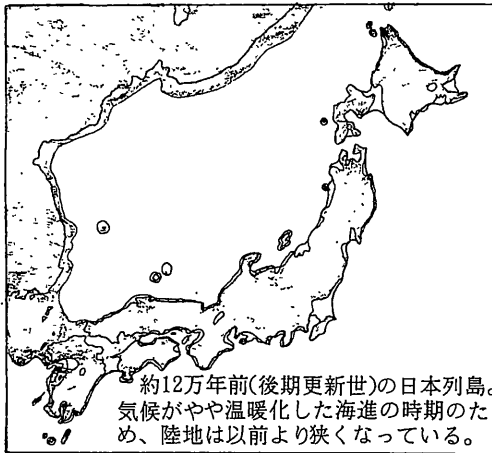 約12万年前(後期更新世)の日本列島。
気候がやや温暖化した海進の時期のた
め、陸地は以前より狭くなっている。